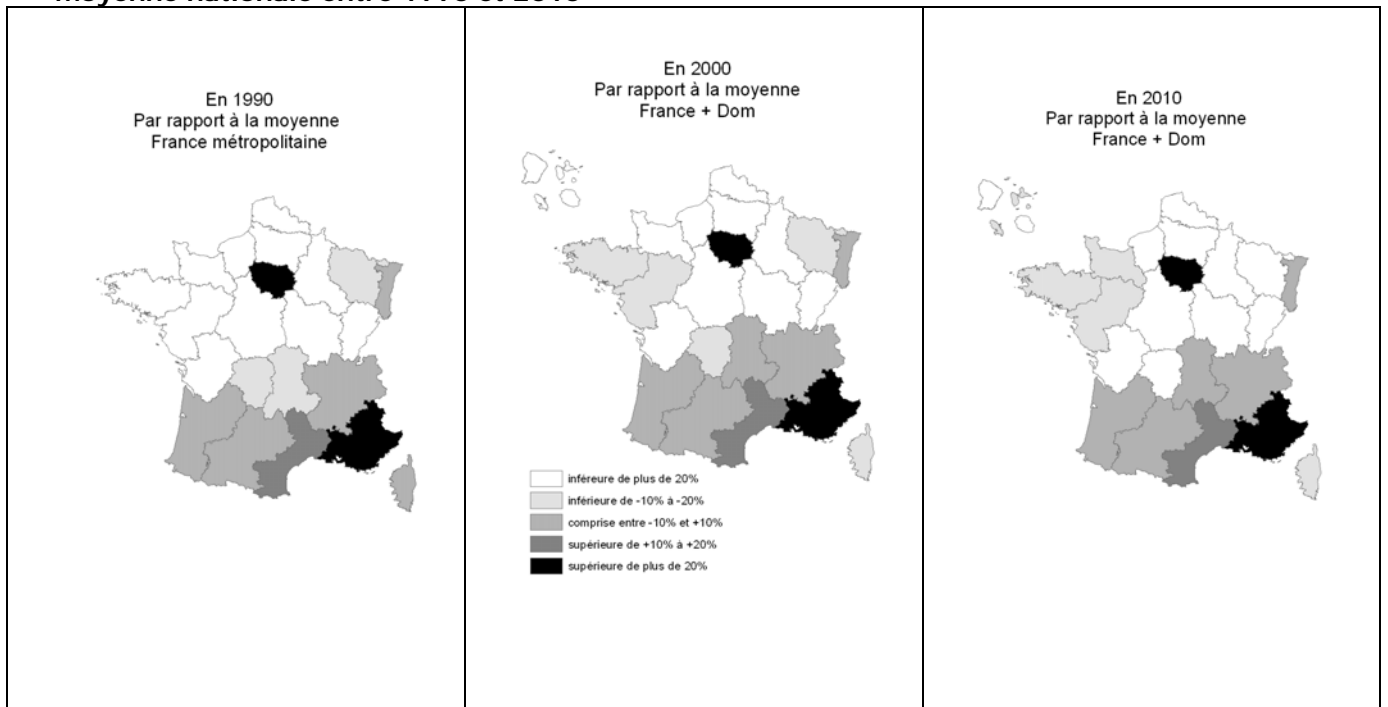 moyenne nationale entre 1990 et 2010
En 1990
Par rapport à la moyenne
France métropolitaine
En 2000
Par rapport à la moyenne
France + Dom
En 2010
Par rapport à la moyenne
France + Dom
inféreure de plus de 20%
inférieure de -10% à -20%
comprise entre -10% et +10%
supérieure de +10% à +20%
supérieure de plus de 20%